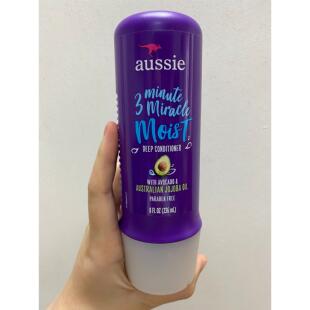 aussie
3 minute
Miracle
Moist
DEEP CONDITIONER
WITH AVOCADO &
AUSTRALIAN JOJOBA OIL
PARABEN FREE
8 FL OZ (236 mL)